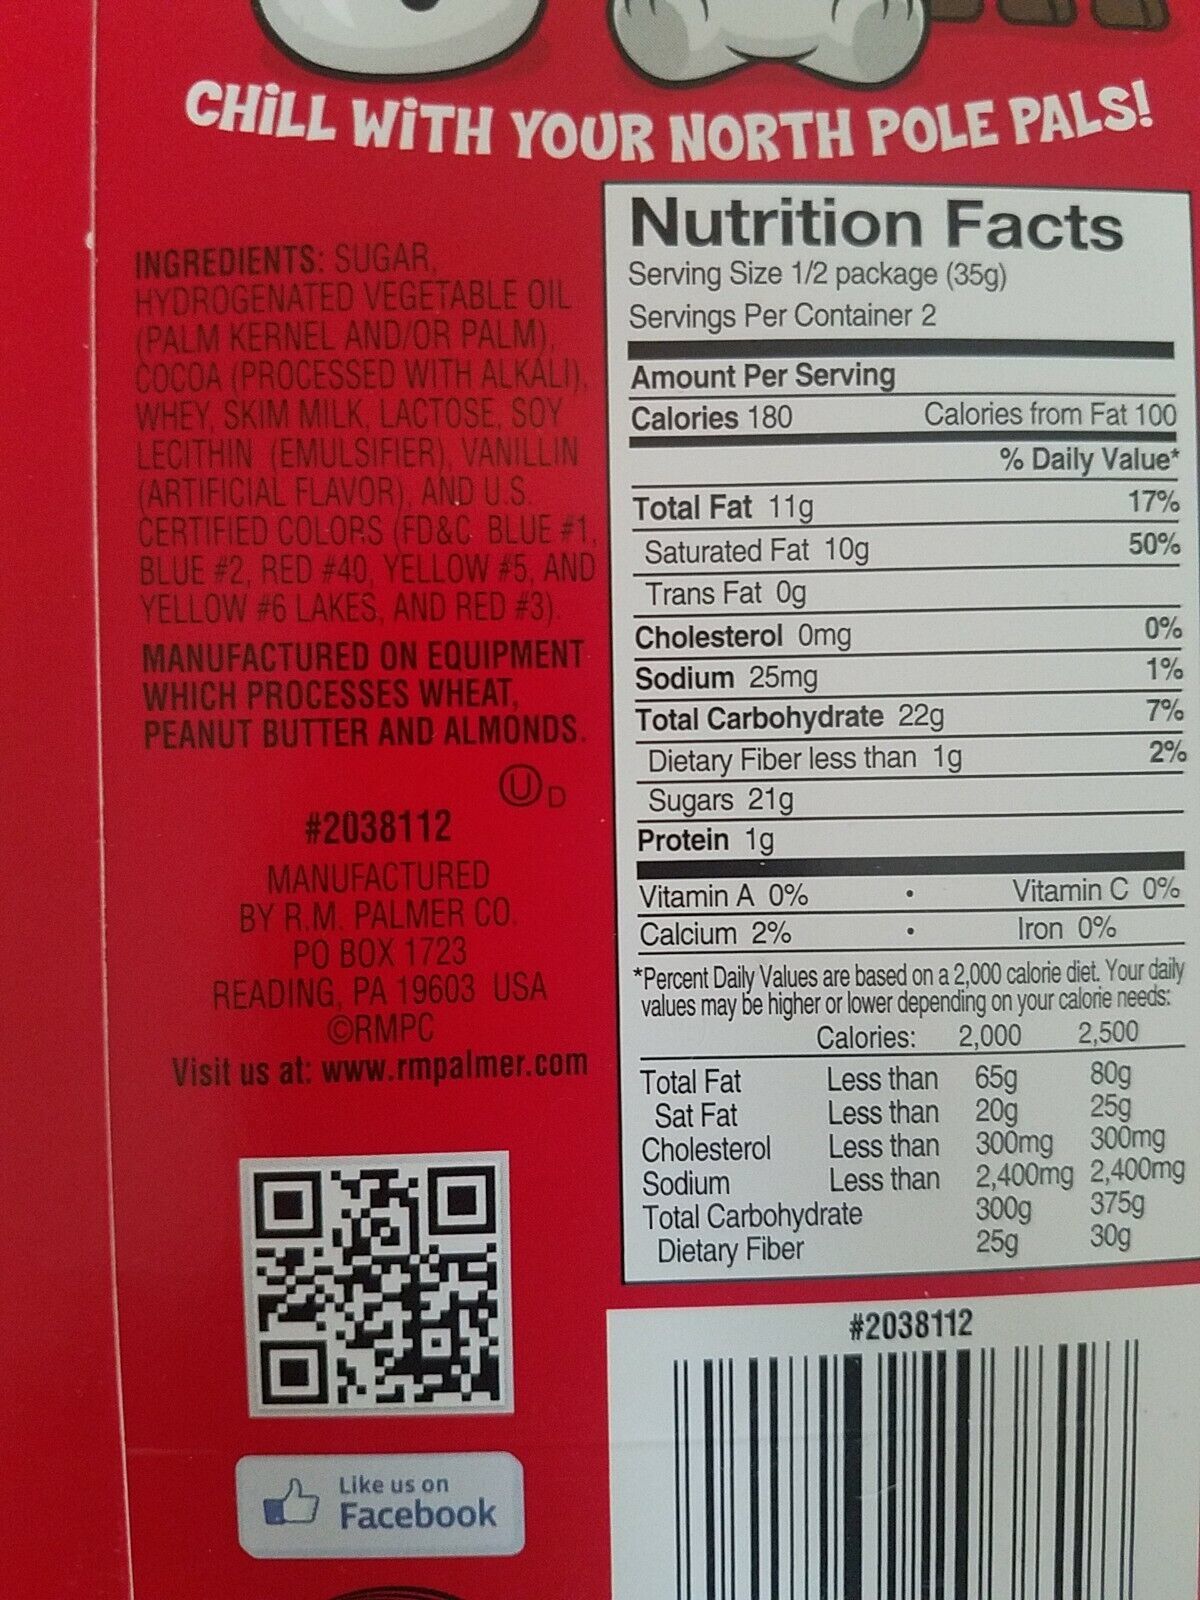 CHiLL WiTH YOUR NORTH POLE PALS!
INGREDIENTS: SUGAR,
HYDROGENATED VEGETABLE OIL
(PALM KERNEL AND/OR PALM),
COCOA (PROCESSED WITH ALKALI),
WHEY, SKIM MILK, LACTOSE, SOY
LECITHIN (EMULSIFIER), VANILLIN
(ARTIFICIAL FLAVOR), AND U.S.
CERTIFIED COLORS (FD&C BLUE #1,
BLUE #2, RED #40, YELLOW #5, AND
YELLOW #6 LAKES, AND RED #3).
MANUFACTURED ON EQUIPMENT
WHICH PROCESSES WHEAT,
PEANUT BUTTER AND ALMONDS.
Ⓤ D
#2038112
MANUFACTURED
BY R.M. PALMER CO.
PO BOX 1723
READING, PA 19603 USA
©RMPC
Visit us at: www.rmpalmer.com
Like us on
Facebook
Nutrition Facts
Serving Size 1/2 package (35g)
Servings Per Container 2
Amount Per Serving
Calories 180 Calories from Fat 100
% Daily Value*
Total Fat 11g 17%
Saturated Fat 10g 50%
Trans Fat 0g
Cholesterol 0mg 0%
Sodium 25mg 1%
Total Carbohydrate 22g 7%
Dietary Fiber less than 1g 2%
Sugars 21g
Protein 1g
Vitamin A 0% • Vitamin C 0%
Calcium 2% • Iron 0%
*Percent Daily Values are based on a 2,000 calorie diet. Your daily
values may be higher or lower depending on your calorie needs:
Calories: 2,000 2,500
Total Fat Less than 65g 80g
Sat Fat Less than 20g 25g
Cholesterol Less than 300mg 300mg
Sodium Less than 2,400mg 2,400mg
Total Carbohydrate 300g 375g
Dietary Fiber 25g 30g
#2038112